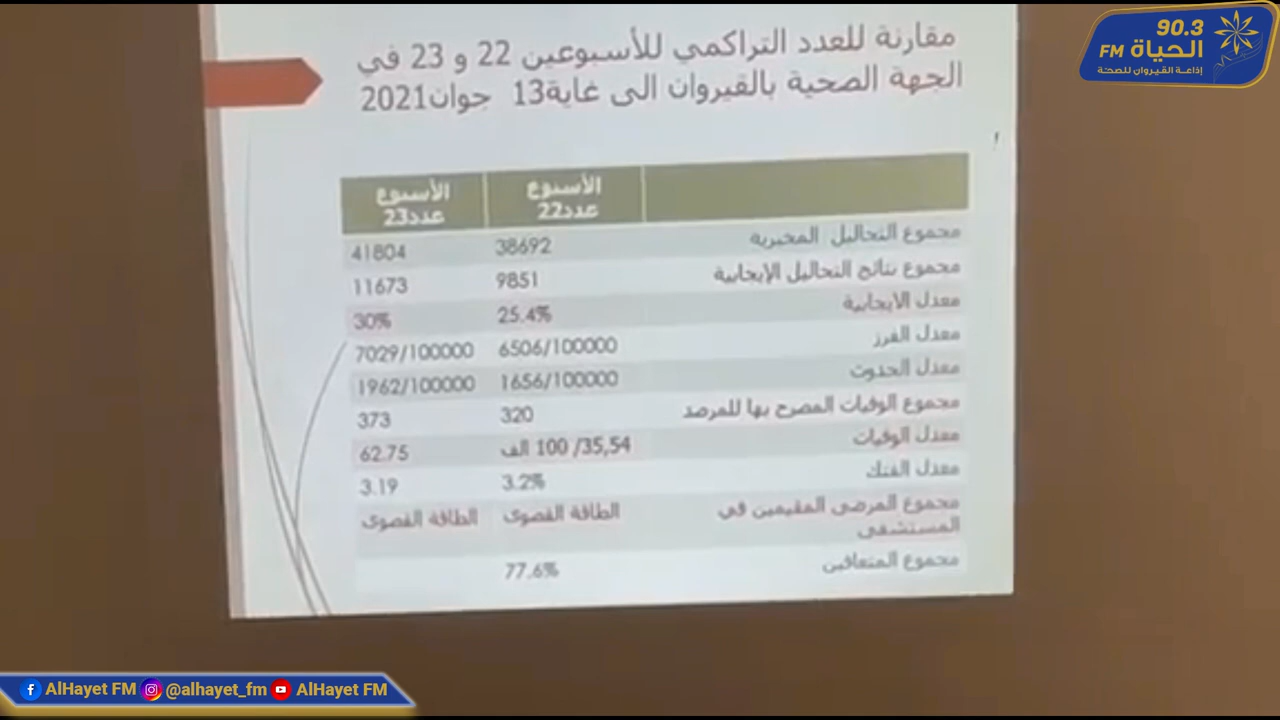 90.3
الحياة FM
إذاعة القيروان للصحة
مقارنة للعدد التراكمي للأسبوعين 22 و 23 في
الجهة الصحية بالقيروان الى غاية13 جوان2021
الأسبوع عدد22 الأسبوع عدد23
مجموع التحاليل المخبرية 38692 41804
مجموع نتائج التحاليل الإيجابية 9851 11673
معدل الايجابية 25.4% 30%
معدل الفرز 6506/100000 7029/100000
معدل الحدوث 1656/100000 1962/100000
مجموع الوفيات المصرح بها للمرصد 320 373
معدل الوفيات 35,54/ 100 الف 62.75
معدل الفتك 3.2% 3.19
مجموع المرضى المقيمين في المستشفى الطاقة القصوى الطاقة القصوى
مجموع المتعافين 77.6%
AlHayet FM @alhayet_fm AlHayet FM